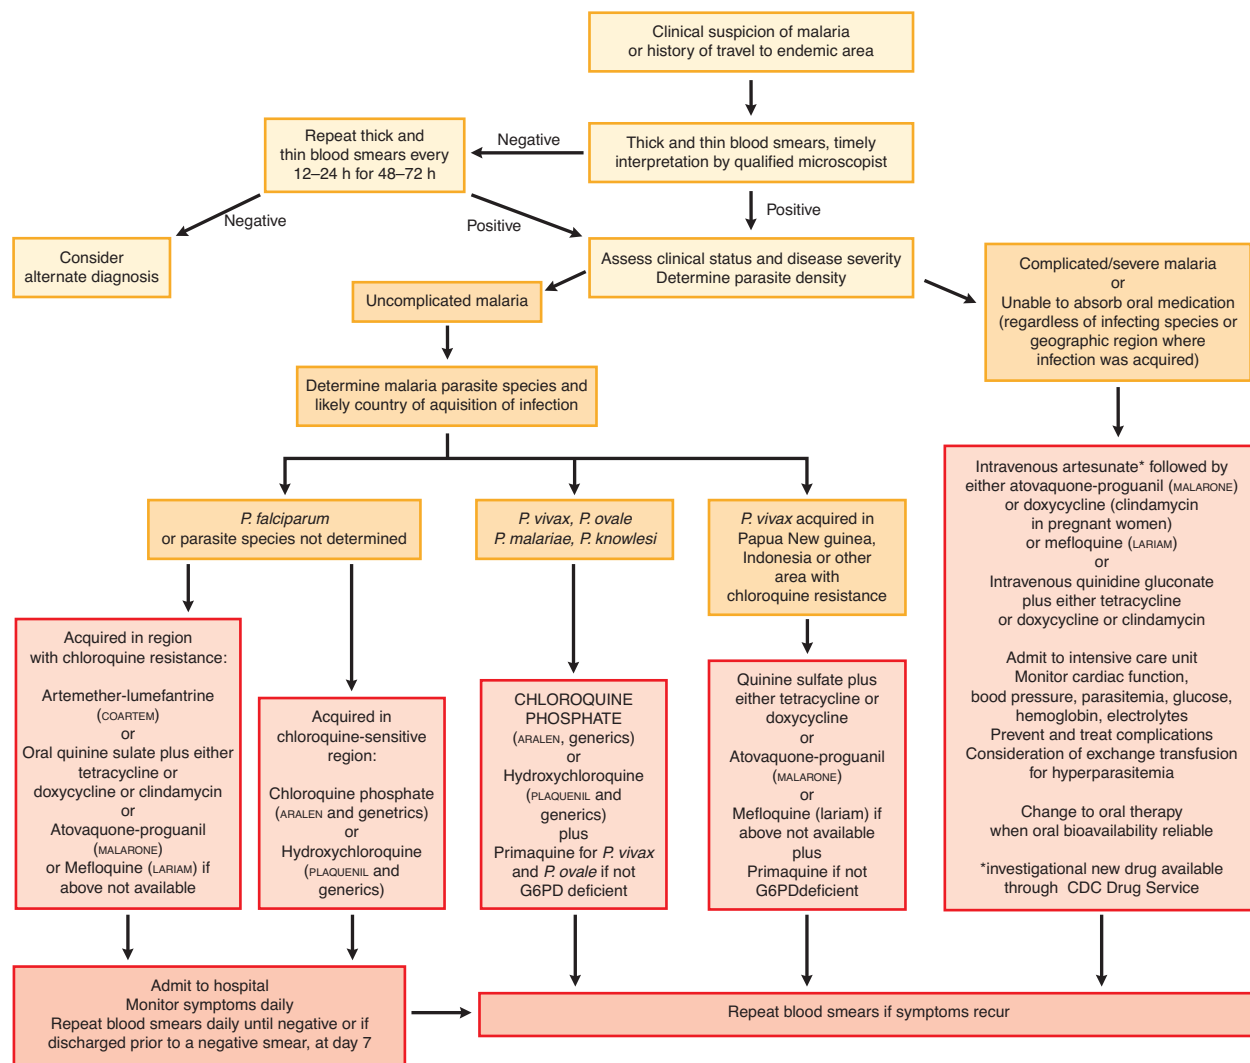 Clinical suspicion of malaria
or history of travel to endemic area
Negative
Repeat thick and
thin blood smears every
12–24 h for 48–72 h
Thick and thin blood smears, timely
interpretation by qualified microscopist
Negative
Positive
Positive
Consider
alternate diagnosis
Assess clinical status and disease severity
Determine parasite density
Complicated/severe malaria
or
Unable to absorb oral medication
(regardless of infecting species or
geographic region where
infection was acquired)
Uncomplicated malaria
Determine malaria parasite species and
likely country of aquisition of infection
P. falciparum
or parasite species not determined
P. vivax, P. ovale
P. malariae, P. knowlesi
P. vivax acquired in
Papua New guinea,
Indonesia or other
area with
chloroquine resistance
Intravenous artesunate* followed by
either atovaquone-proguanil (MALARONE)
or doxycycline (clindamycin
in pregnant women)
or mefloquine (LARIAM)
or
Intravenous quinidine gluconate
plus either tetracycline
or doxycycline or clindamycin
Admit to intensive care unit
Monitor cardiac function,
bood pressure, parasitemia, glucose,
hemoglobin, electrolytes
Prevent and treat complications
Consideration of exchange transfusion
for hyperparasitemia
Change to oral therapy
when oral bioavailability reliable
*investigational new drug available
through CDC Drug Service
Acquired in region
with chloroquine resistance:
Artemether-lumefantrine
(COARTEM)
or
Oral quinine sulate plus either
tetracycline or
doxycycline or clindamycin
or
Atovaquone-proguanil
(MALARONE)
or Mefloquine (LARIAM) if
above not available
Acquired in
chloroquine-sensitive
region:
Chloroquine phosphate
(ARALEN and genetrics)
or
Hydroxychloroquine
(PLAQUENIL and
generics)
CHLOROQUINE
PHOSPHATE
(ARALEN, generics)
or
Hydroxychloroquine
(PLAQUENIL and
generics)
plus
Primaquine for P. vivax
and P. ovale if not
G6PD deficient
Quinine sulfate plus
either tetracycline or
doxycycline
or
Atovaquone-proguanil
(MALARONE)
or
Mefloquine (lariam) if
above not available
plus
Primaquine if not
G6PDdeficient
Admit to hospital
Monitor symptoms daily
Repeat blood smears daily until negative or if
discharged prior to a negative smear, at day 7
Repeat blood smears if symptoms recur